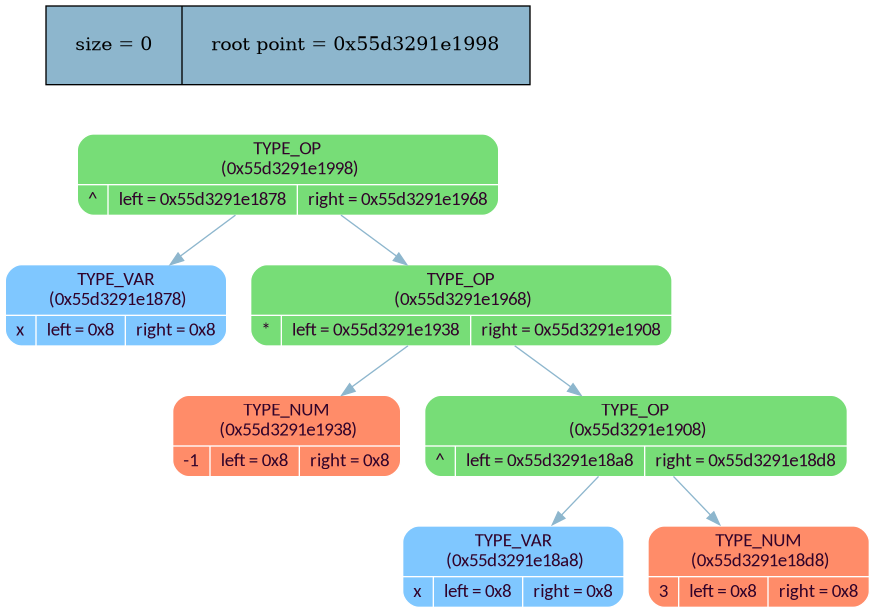 size = 0 root point = 0x55d3291e1998
TYPE_OP
(0x55d3291e1998)
^ left = 0x55d3291e1878 right = 0x55d3291e1968
TYPE_VAR
(0x55d3291e1878)
x left = 0x8 right = 0x8
TYPE_OP
(0x55d3291e1968)
* left = 0x55d3291e1938 right = 0x55d3291e1908
TYPE_NUM
(0x55d3291e1938)
-1 left = 0x8 right = 0x8
TYPE_OP
(0x55d3291e1908)
^ left = 0x55d3291e18a8 right = 0x55d3291e18d8
TYPE_VAR
(0x55d3291e18a8)
x left = 0x8 right = 0x8
TYPE_NUM
(0x55d3291e18d8)
3 left = 0x8 right = 0x8